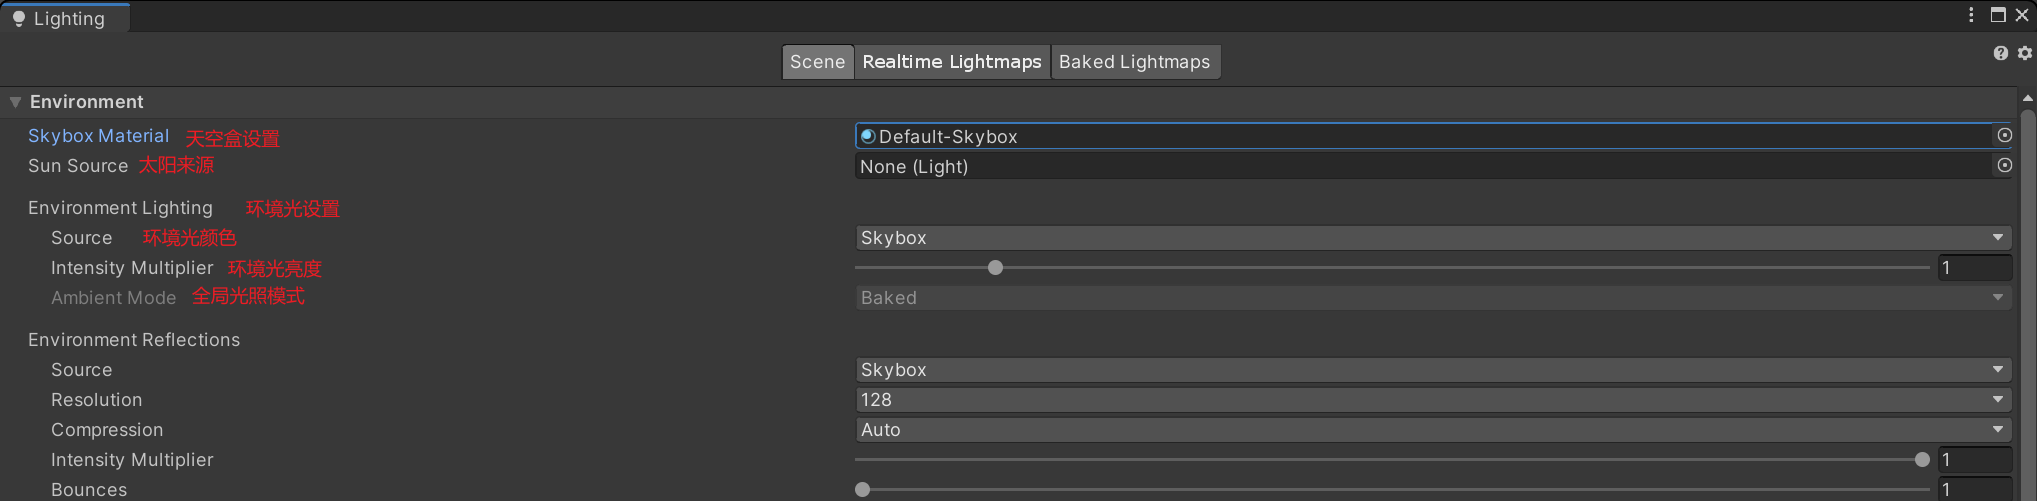 Lighting
Scene Realtime Lightmaps Baked Lightmaps
Environment
Skybox Material 天空盒设置 Default-Skybox
Sun Source 太阳来源 None (Light)
Environment Lighting 环境光设置
Source 环境光颜色 Skybox
Intensity Multiplier 环境光亮度 1
Ambient Mode 全局光照模式 Baked
Environment Reflections
Source Skybox
Resolution 128
Compression Auto
Intensity Multiplier 1
Bounces 1